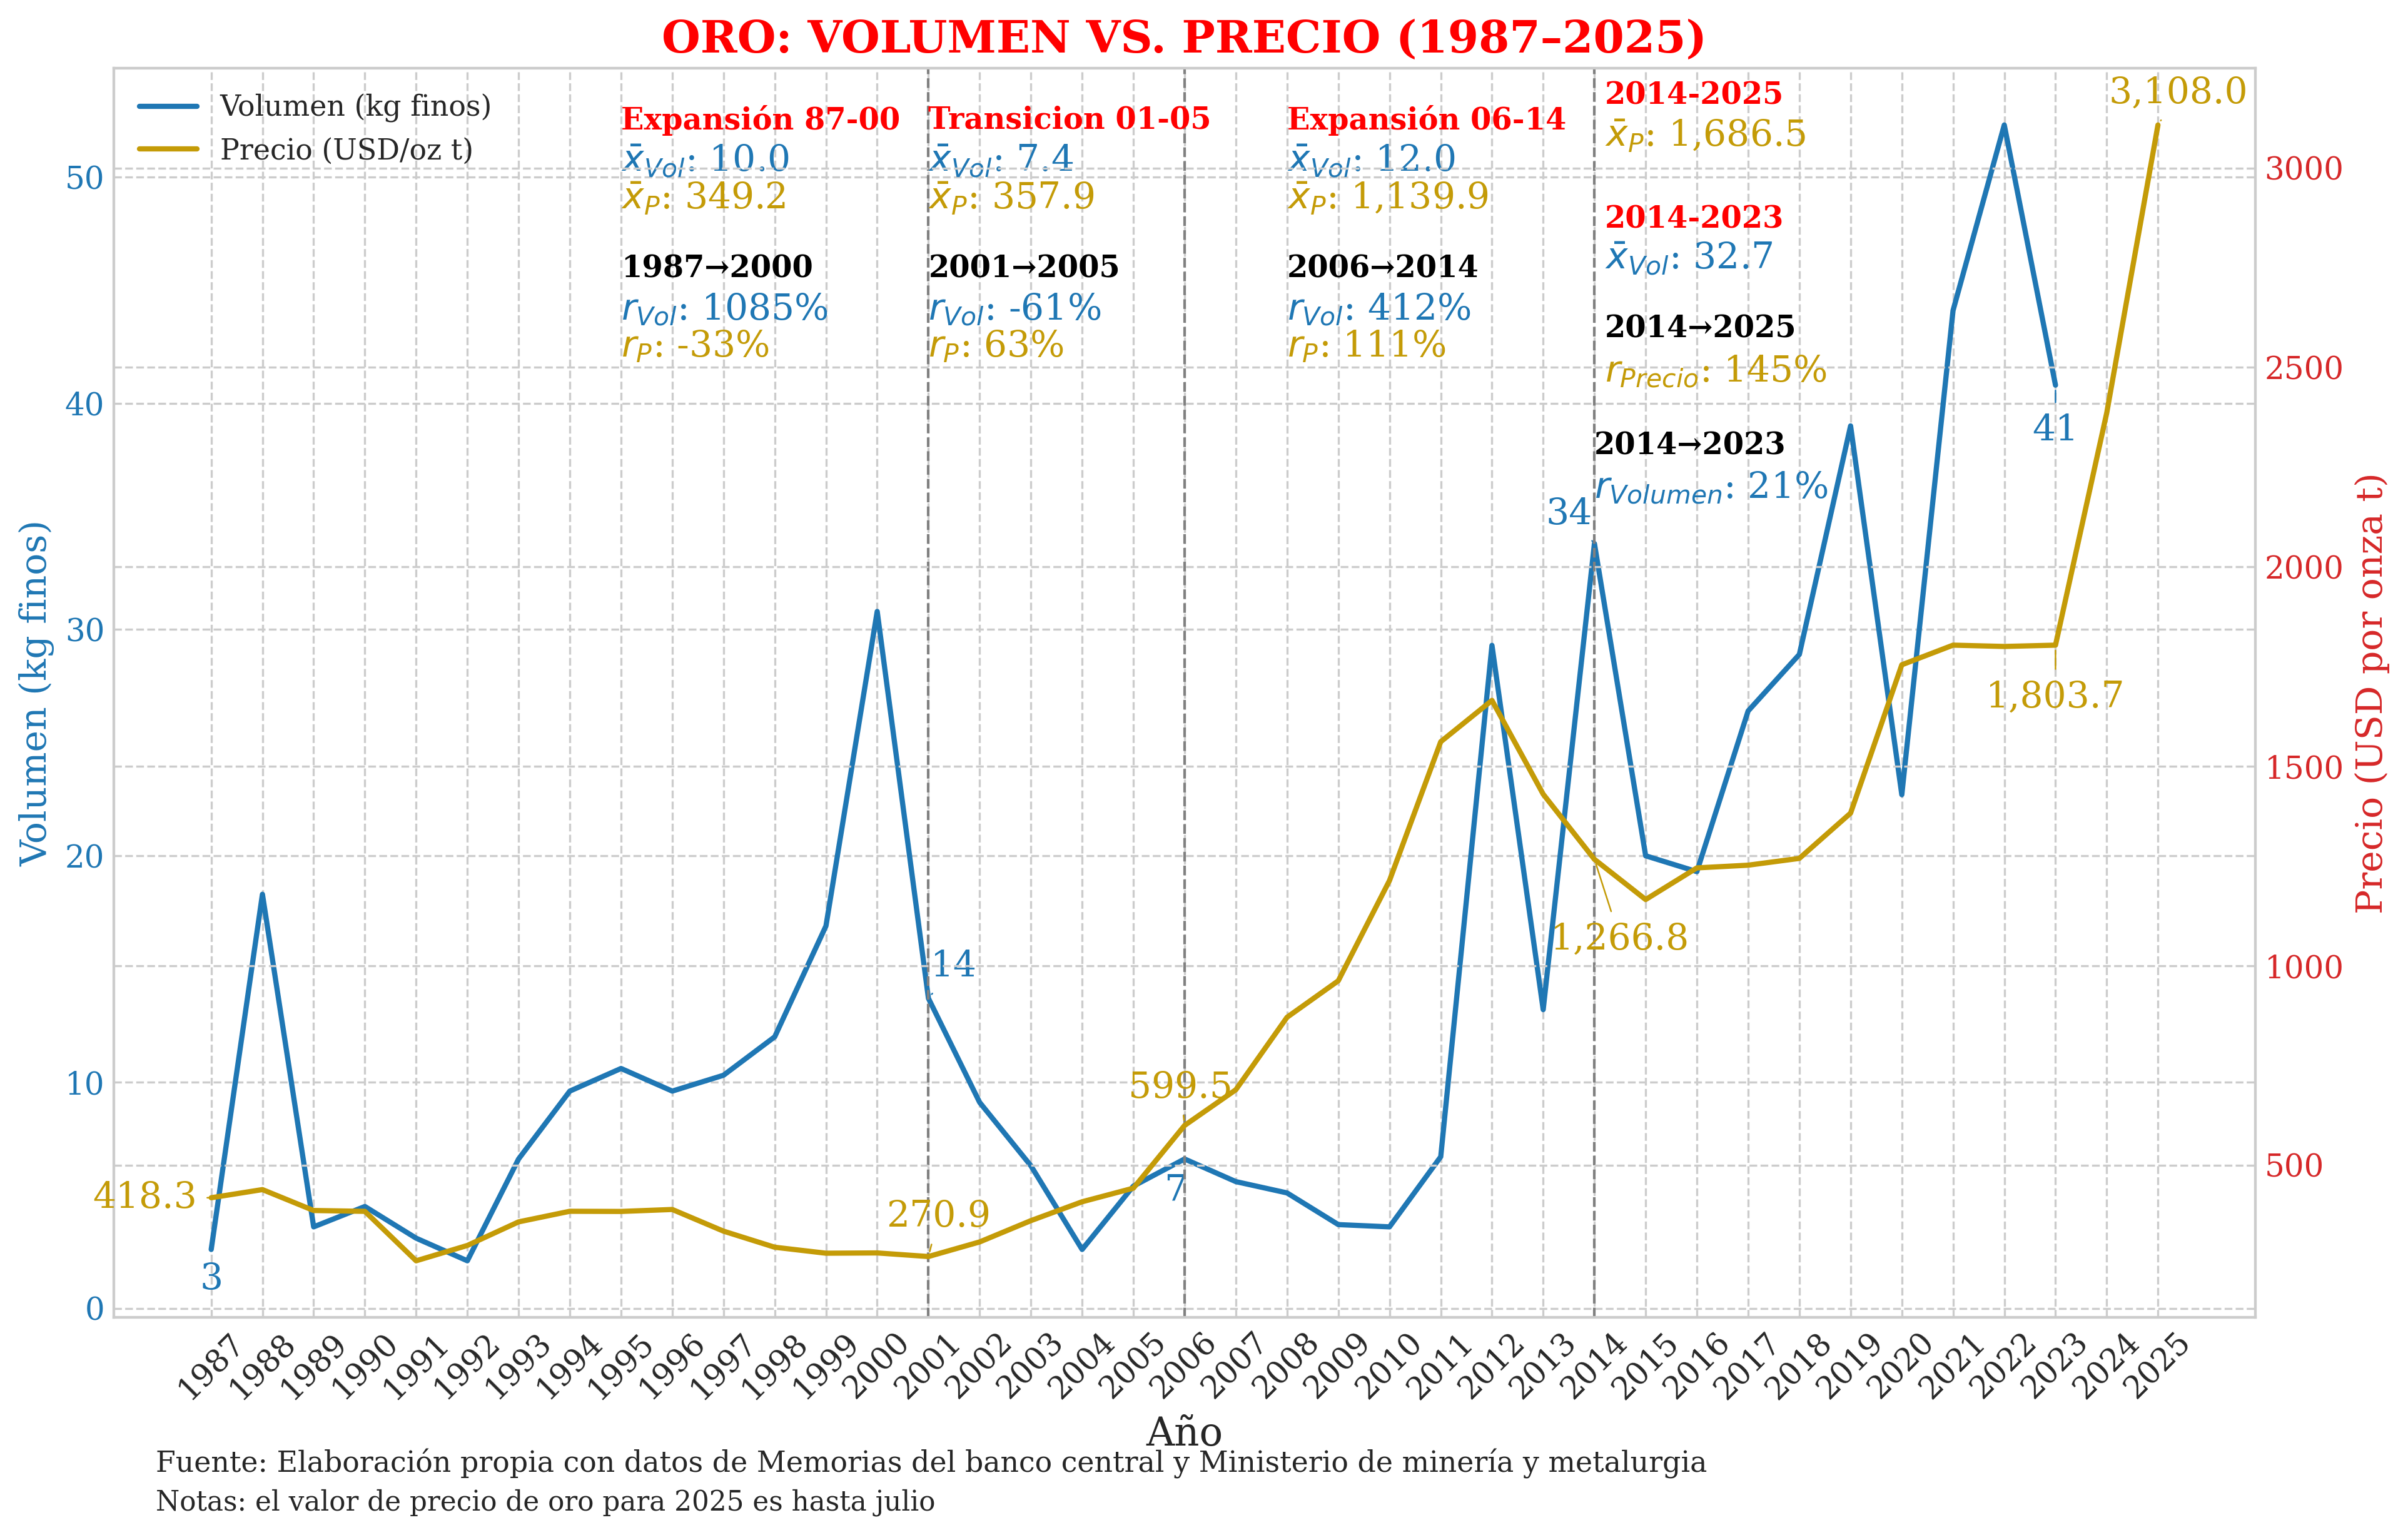 ORO: VOLUMEN VS. PRECIO (1987–2025)
Volumen (kg finos)
Precio (USD/oz t)
Expansión 87-00
x̄Vol: 10.0
x̄P: 349.2
1987→2000
rVol: 1085%
rP: -33%
Transicion 01-05
x̄Vol: 7.4
x̄P: 357.9
2001→2005
rVol: -61%
rP: 63%
Expansión 06-14
x̄Vol: 12.0
x̄P: 1,139.9
2006→2014
rVol: 412%
rP: 111%
2014-2025
x̄P: 1,686.5
2014-2023
x̄Vol: 32.7
2014→2025
rPrecio: 145%
2014→2023
rVolumen: 21%
3,108.0
41
34
1,803.7
1,266.8
14
599.5
7
270.9
418.3
3
Volumen (kg finos)
50
40
30
20
10
0
Precio (USD por onza t)
3000
2500
2000
1500
1000
500
1987
1988
1989
1990
1991
1992
1993
1994
1995
1996
1997
1998
1999
2000
2001
2002
2003
2004
2005
2006
2007
2008
2009
2010
2011
2012
2013
2014
2015
2016
2017
2018
2019
2020
2021
2022
2023
2024
2025
Año
Fuente: Elaboración propia con datos de Memorias del banco central y Ministerio de minería y metalurgia
Notas: el valor de precio de oro para 2025 es hasta julio